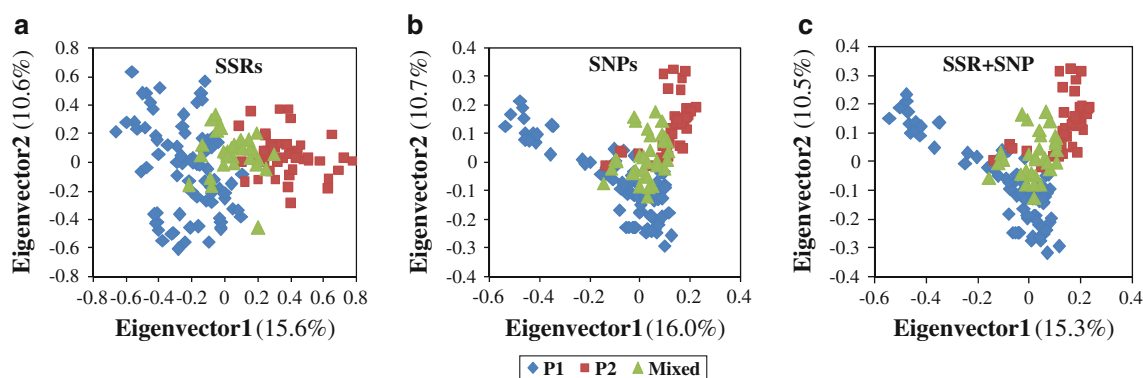 a
SSRs
Eigenvector2 (10.6%)
0.8
0.6
0.4
0.2
0
-0.2
-0.4
-0.6
-0.8
-0.8 -0.6 -0.4 -0.2 0 0.2 0.4 0.6 0.8
Eigenvector1 (15.6%)
b
SNPs
Eigenvector2 (10.7%)
0.4
0.3
0.2
0.1
0
-0.1
-0.2
-0.3
0.4
-0.6 -0.4 -0.2 0 0.2 0.4
Eigenvector1 (16.0%)
c
SSR+SNP
Eigenvector2 (10.5%)
0.4
0.3
0.2
0.1
0
-0.1
-0.2
-0.3
0.4
-0.6 -0.4 -0.2 0 0.2 0.4
Eigenvector1 (15.3%)
P1 P2 Mixed